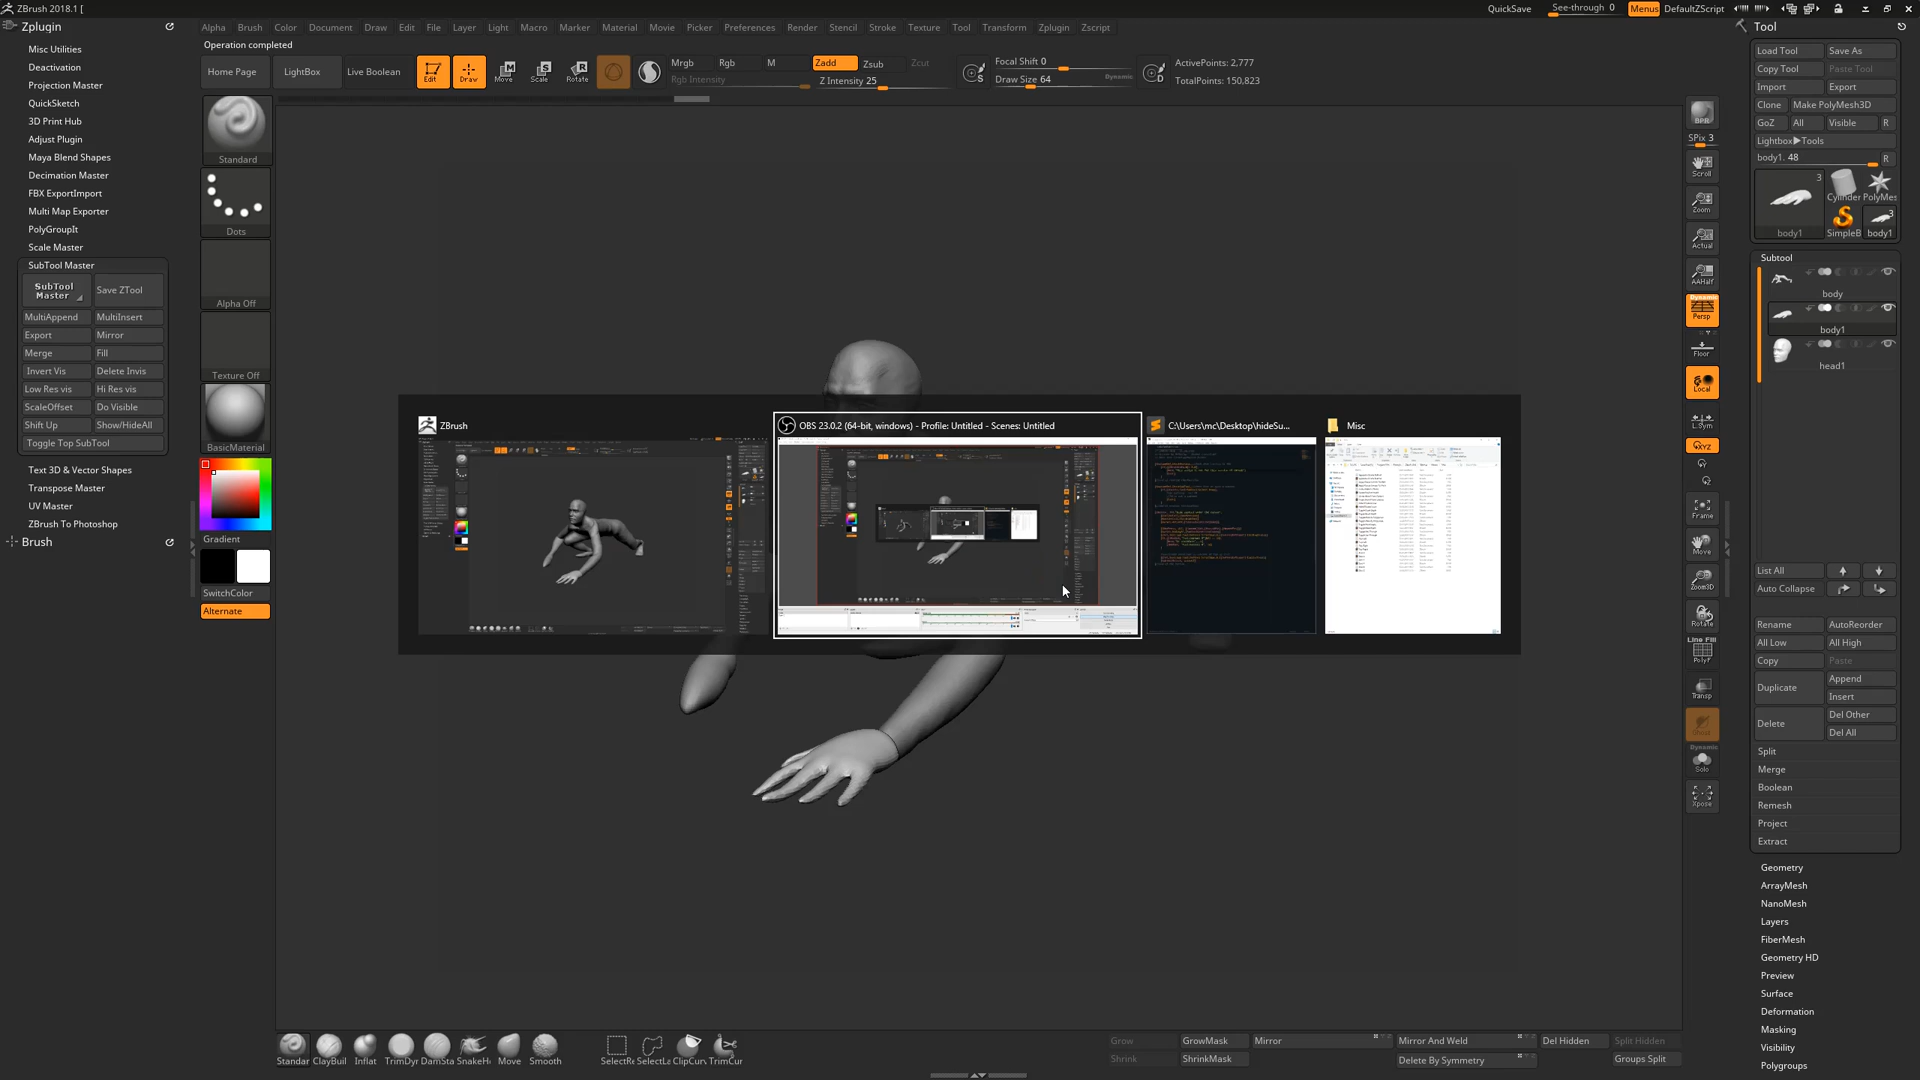 ZBrush 2018.1 [
QuickSave
See-through 0
Menus
DefaultZScript
Zplugin
Alpha Brush Color Document Draw Edit File Layer Light Macro Marker Material Movie Picker Preferences Render Stencil Stroke Texture Tool Transform Zplugin Zscript
Operation completed
Misc Utilities
Deactivation
Projection Master
QuickSketch
3D Print Hub
Adjust Plugin
Maya Blend Shapes
Decimation Master
FBX ExportImport
Multi Map Exporter
PolyGroupIt
Scale Master
SubTool Master
SubTool
Master
Save ZTool
MultiAppend MultiInsert
Export Mirror
Merge Fill
Invert Vis Delete Invis
Low Res vis Hi Res vis
ScaleOffset Do Visible
Shift Up Show/HideAll
Toggle Top SubTool
Text 3D & Vector Shapes
Transpose Master
UV Master
ZBrush To Photoshop
Brush
Home Page
LightBox
Live Boolean
Edit
Draw
Move
Scale
Rotate
Mrgb Rgb M
Rgb Intensity
Zadd Zsub Zcut
Z Intensity 25
S
Focal Shift 0
Draw Size 64
Dynamic
D
ActivePoints: 2,777
TotalPoints: 150,823
Standard
Dots
Alpha Off
Texture Off
BasicMaterial
Gradient
SwitchColor
Alternate
ZBrush
OBS 23.0.2 (64-bit, windows) - Profile: Untitled - Scenes: Untitled
C:\Users\mc\Desktop\hideSu...
Misc
BPR
SPix 3
Scroll
Zoom
Actual
AAHalf
Dynamic
Persp
Floor
Local
L.Sym
Frame
Move
Zoom3D
Rotate
Line Fill
PolyF
Transp
Ghost
Dynamic
Solo
Xpose
Tool
Load Tool Save As
Copy Tool Paste Tool
Import Export
Clone Make PolyMesh3D
GoZ All Visible R
Lightbox▶Tools
body1. 48 R
3
body1
Cylinder
PolyMes
SimpleB
3
body1
Subtool
body
body1
head1
List All
Auto Collapse
Rename AutoReorder
All Low All High
Copy Paste
Duplicate
Append
Insert
Delete
Del Other
Del All
Split
Merge
Boolean
Remesh
Project
Extract
Geometry
ArrayMesh
NanoMesh
Layers
FiberMesh
Geometry HD
Preview
Surface
Deformation
Masking
Visibility
Polygroups
Standar ClayBuil Inflat TrimDyr DamSta SnakeH Move Smooth
SelectRe SelectLa ClipCurv TrimCur
Grow GrowMask Mirror Mirror And Weld Del Hidden Split Hidden
Shrink ShrinkMask Delete By Symmetry Groups Split